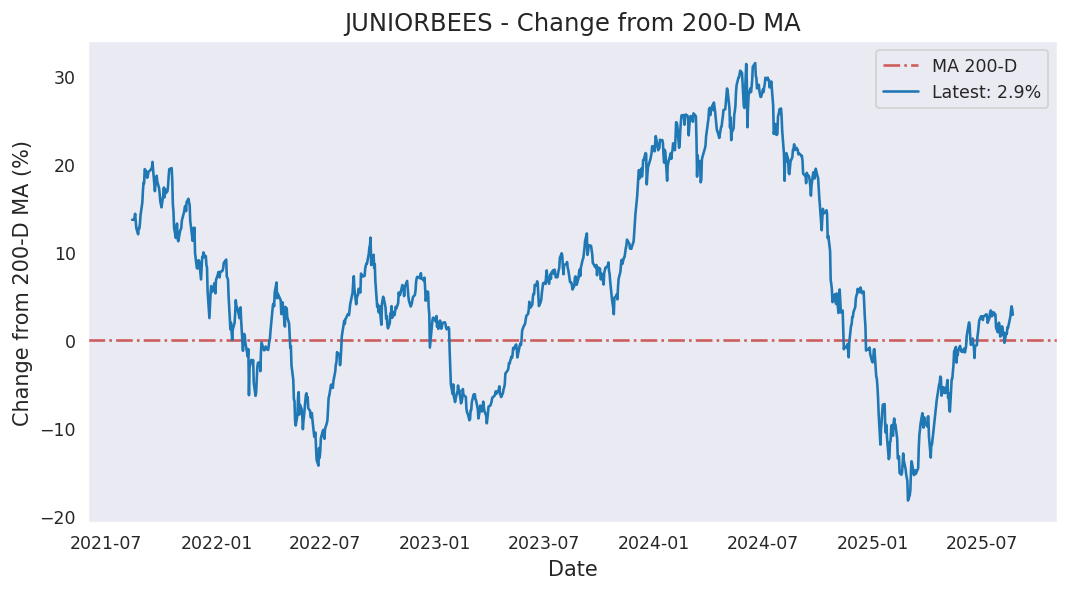 JUNIORBEES - Change from 200-D MA
MA 200-D
Latest: 2.9%
Change from 200-D MA (%)
30
20
10
0
−10
−20
2021-07 2022-01 2022-07 2023-01 2023-07 2024-01 2024-07 2025-01 2025-07
Date